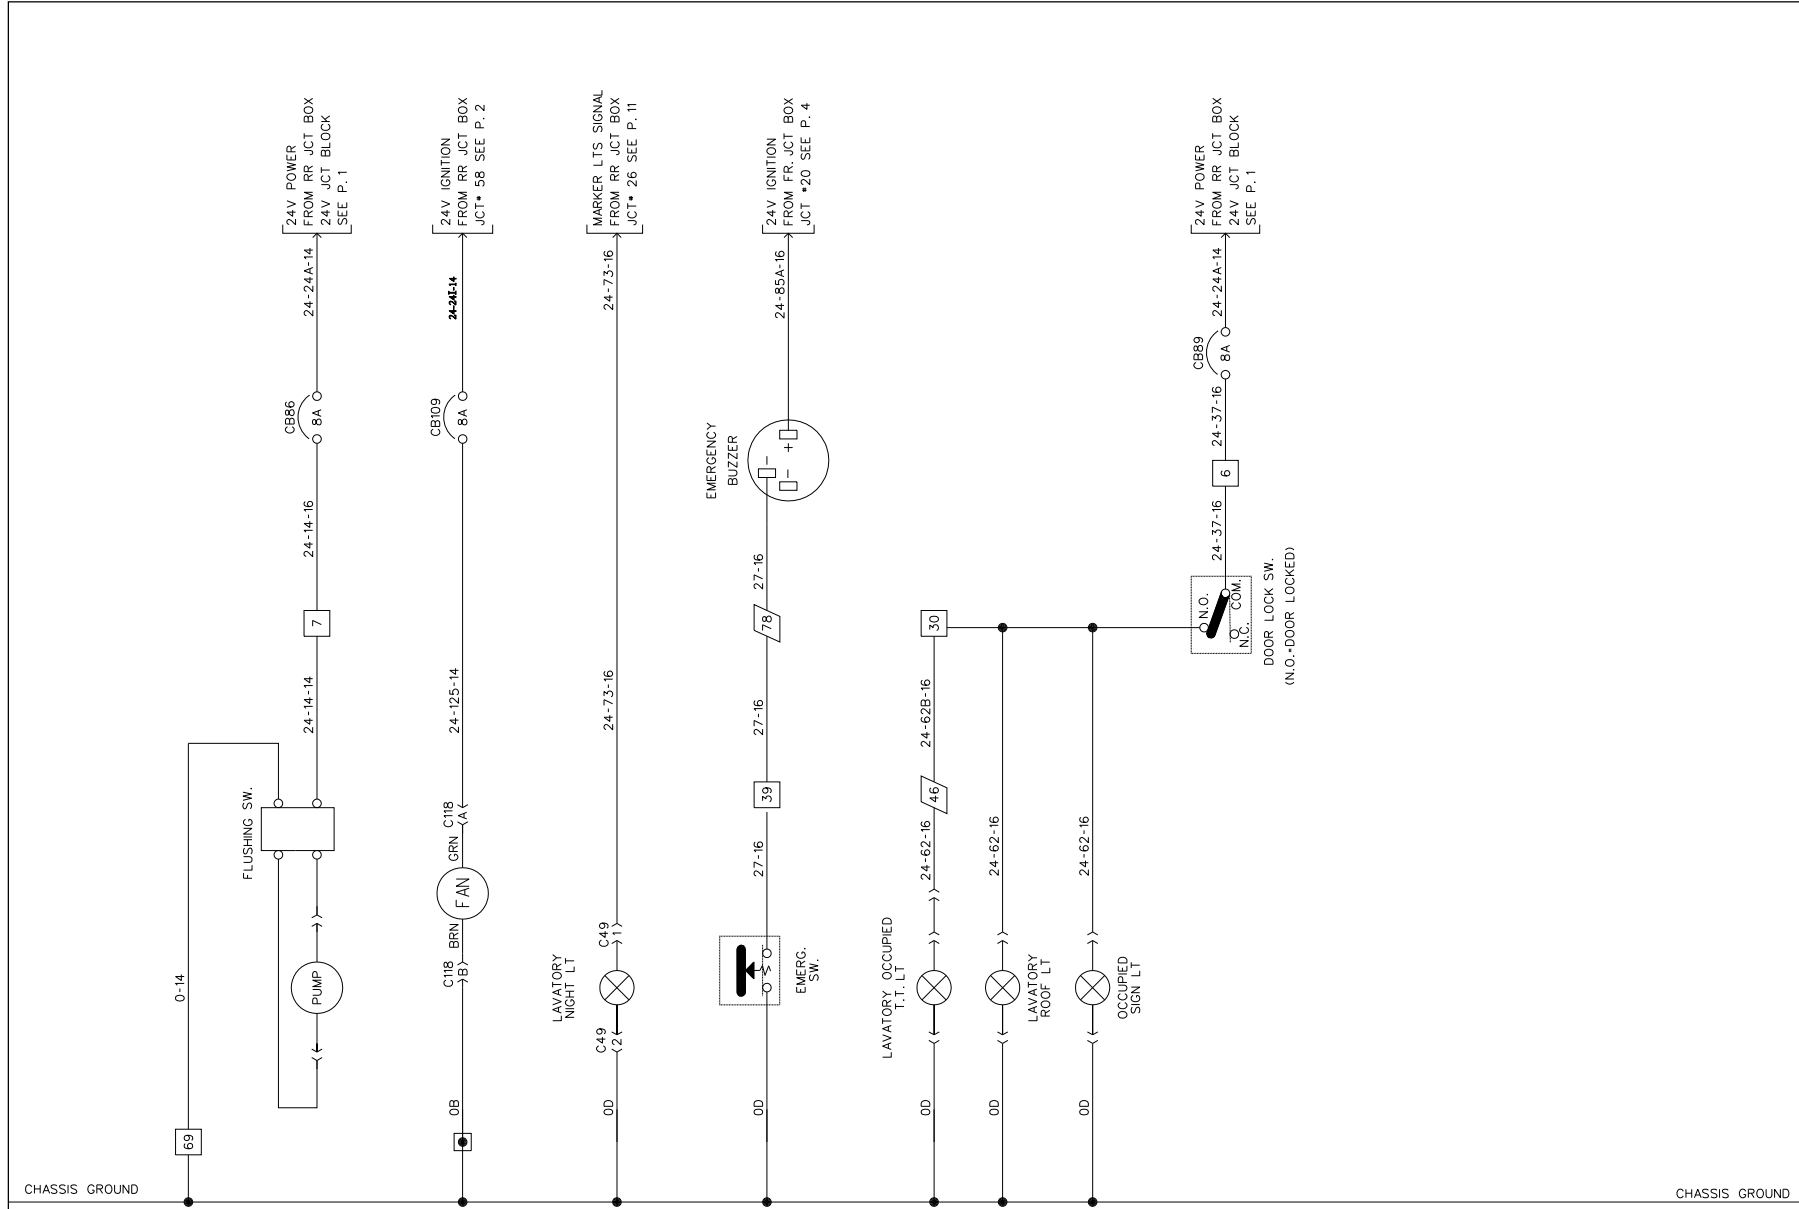 24V POWER
FROM RR JCT BOX
24V JCT BLOCK
SEE P.1
24-24A-14
CB86
8A
24-14-16
7
24-14-14
FLUSHING SW.
PUMP
0-14
69
24V IGNITION
FROM RR JCT BOX
JCT* 58 SEE P.2
24-24I-14
CB109
8A
24-125-14
C118
A
GRN
FAN
BRN
C118
B
0B
MARKER LTS SIGNAL
FROM RR JCT BOX
JCT* 26 SEE P.11
24-73-16
24-73-16
C49
1
LAVATORY
NIGHT LT
C49
2
0D
24V IGNITION
FROM FR. JCT BOX
JCT *20 SEE P.4
24-85A-16
EMERGENCY
BUZZER
+
-
-
27-16
78
27-16
39
27-16
EMERG.
SW.
0D
24V POWER
FROM RR JCT BOX
24V JCT BLOCK
SEE P.1
24-24A-14
CB89
8A
24-37-16
6
24-37-16
N.O.
COM.
N.C.
DOOR LOCK SW.
(N.O.*DOOR LOCKED)
30
24-62B-16
46
24-62-16
LAVATORY OCCUPIED
T.T. LT
0D
24-62-16
LAVATORY
ROOF LT
0D
24-62-16
OCCUPIED
SIGN LT
0D
CHASSIS GROUND
CHASSIS GROUND